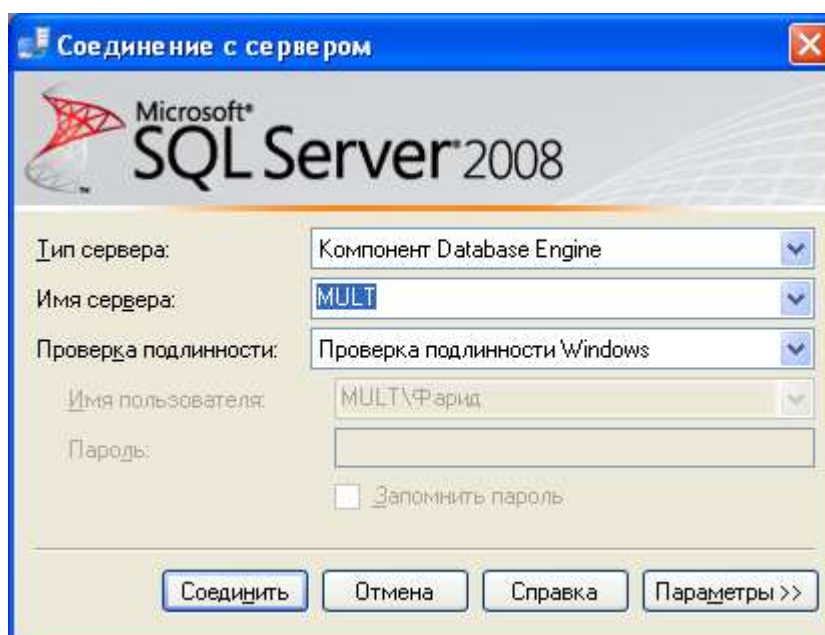 Соединение с сервером
Microsoft®
SQL Server® 2008
™
Тип сервера: Компонент Database Engine
Имя сервера: MULT
Проверка подлинности: Проверка подлинности Windows
Имя пользователя: MULT\Фарид
Пароль:
Запомнить пароль
Соединить Отмена Справка Параметры >>